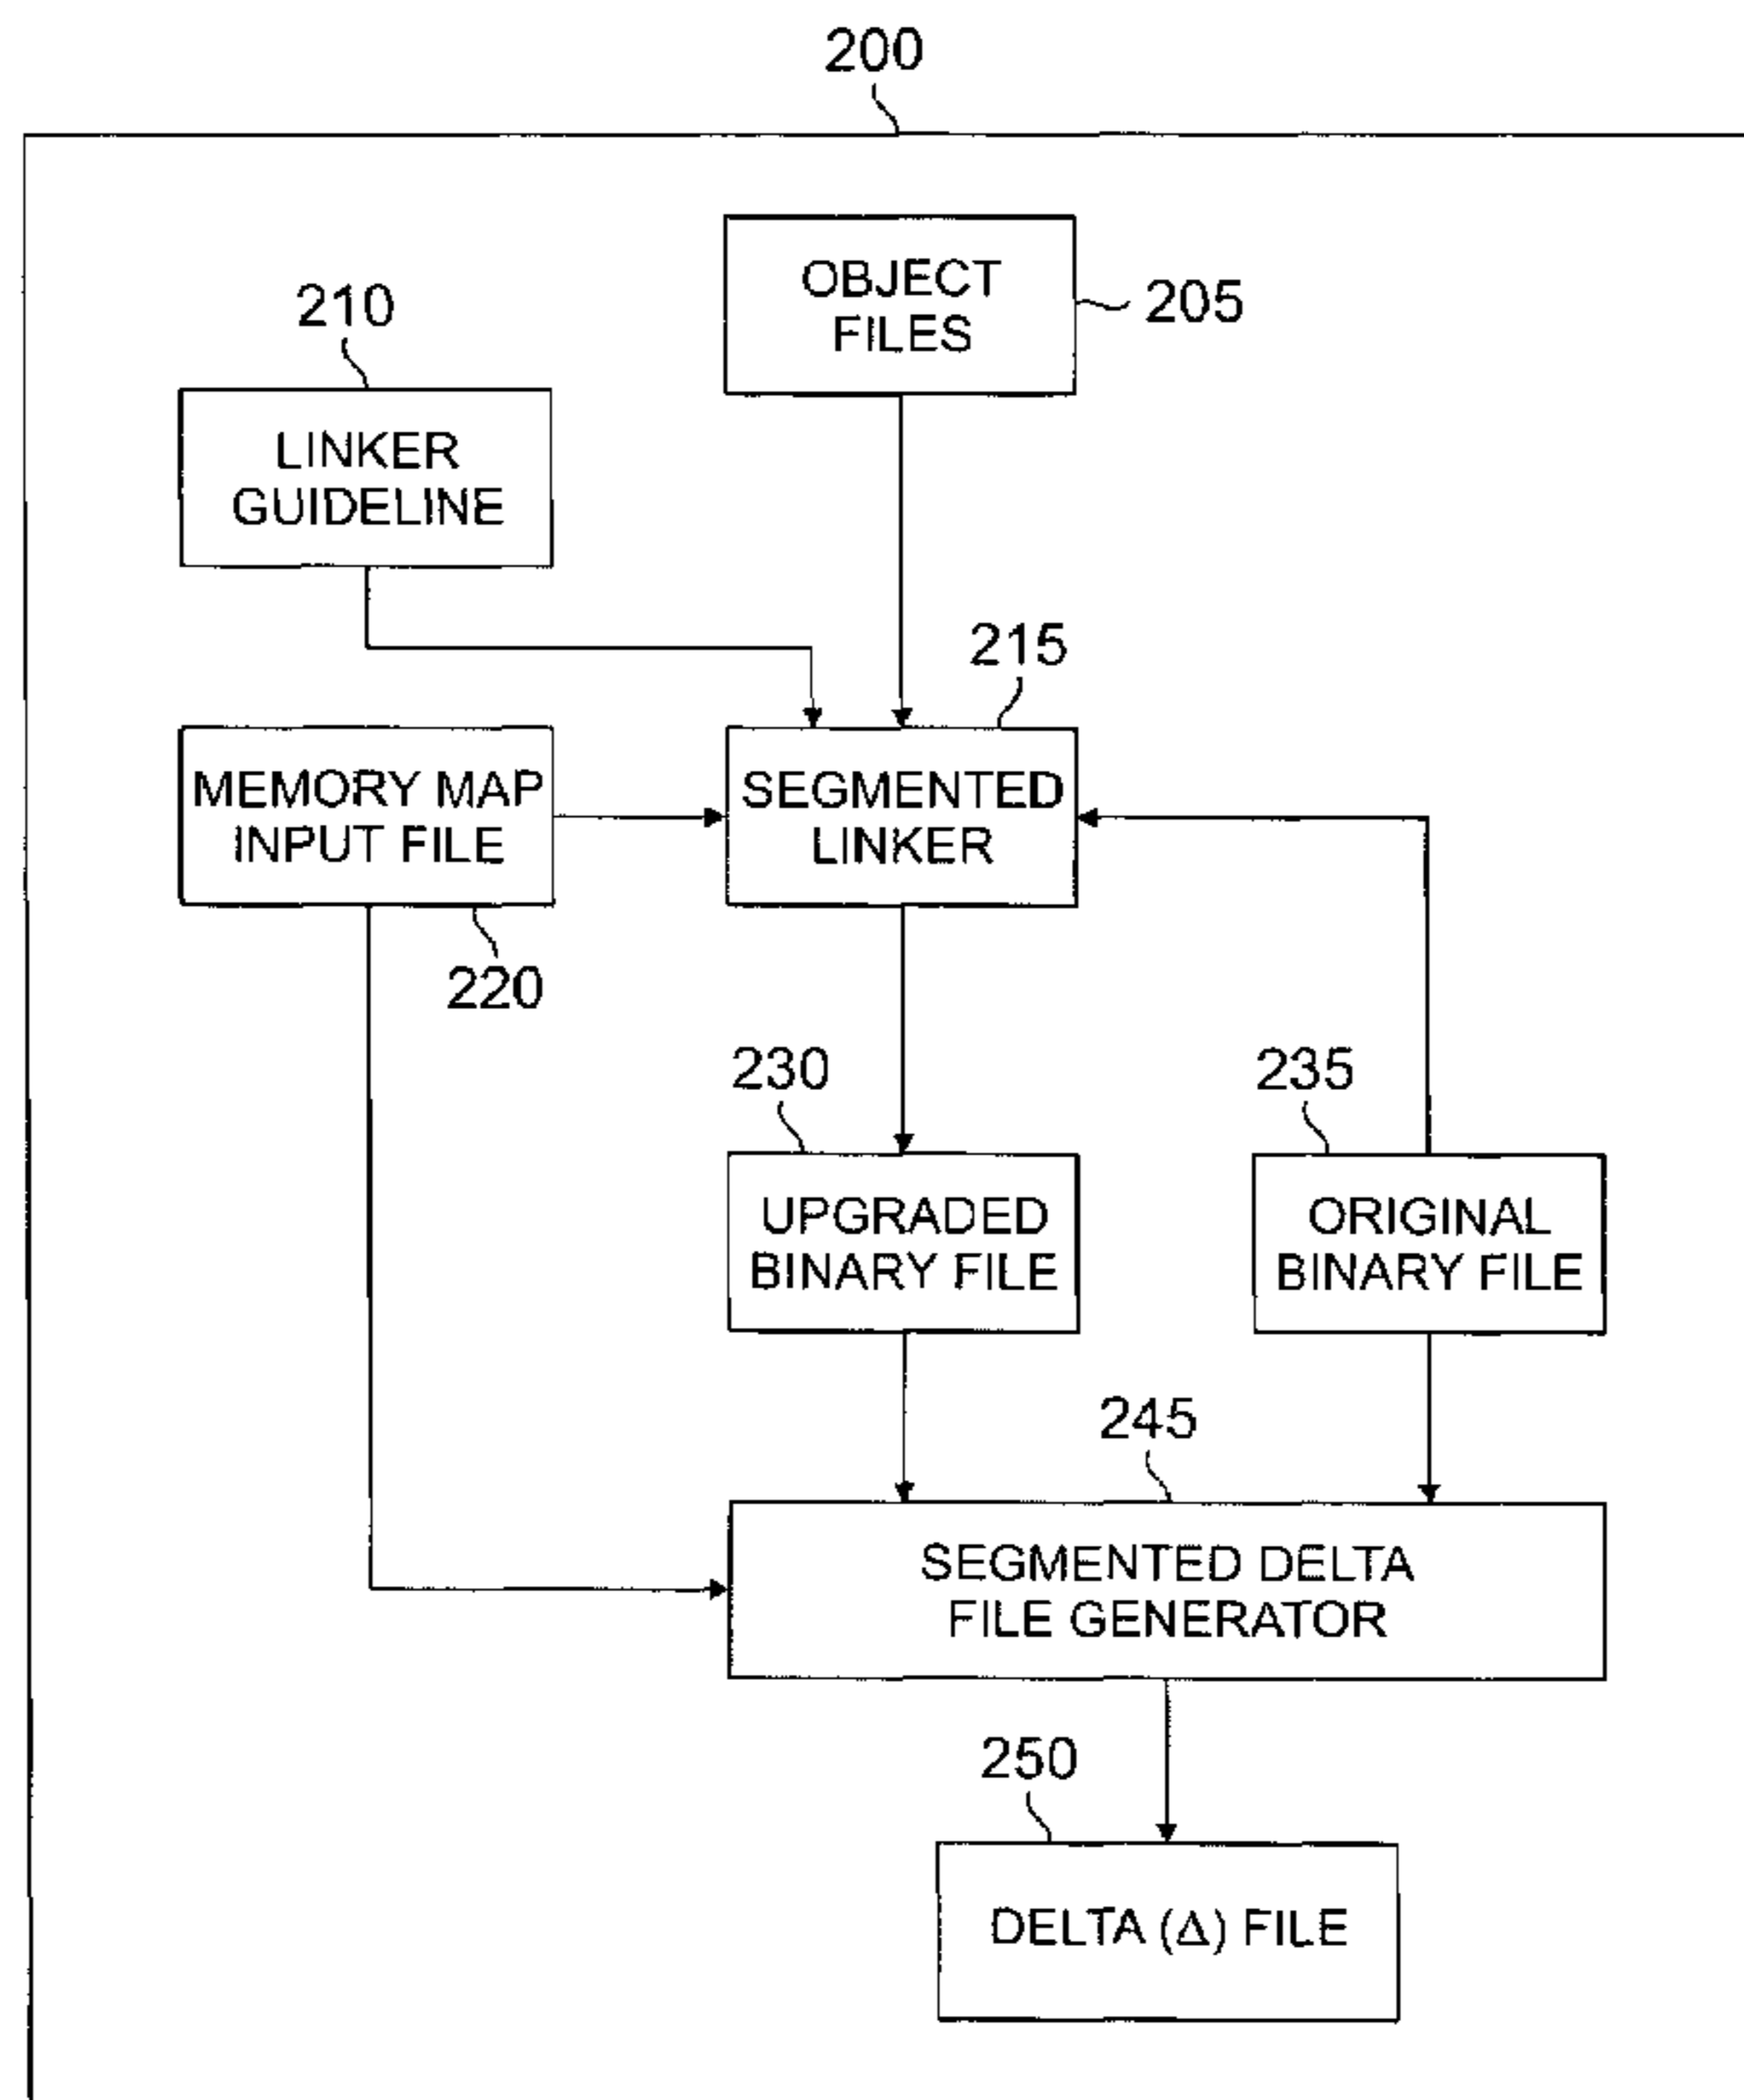 200
OBJECT
FILES
205
210
LINKER
GUIDELINE
215
MEMORY MAP
INPUT FILE
SEGMENTED
LINKER
220
230
235
UPGRADED
BINARY FILE
ORIGINAL
BINARY FILE
245
SEGMENTED DELTA
FILE GENERATOR
250
DELTA (Δ) FILE